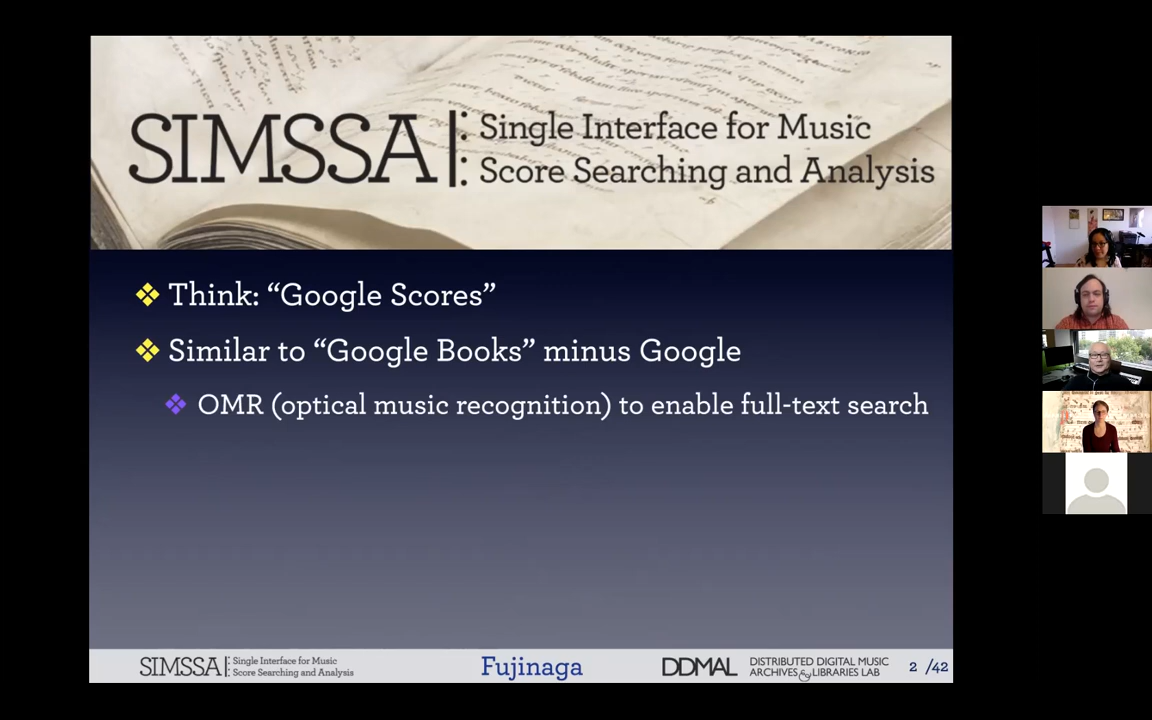 SIMSSA
Single Interface for Music
Score Searching and Analysis
Think: “Google Scores”
Similar to “Google Books” minus Google
OMR (optical music recognition) to enable full-text search
SIMSSA
Single Interface for Music
Score Searching and Analysis
Fujinaga
DDMAL
DISTRIBUTED DIGITAL MUSIC
ARCHIVES & LIBRARIES LAB
2 /42